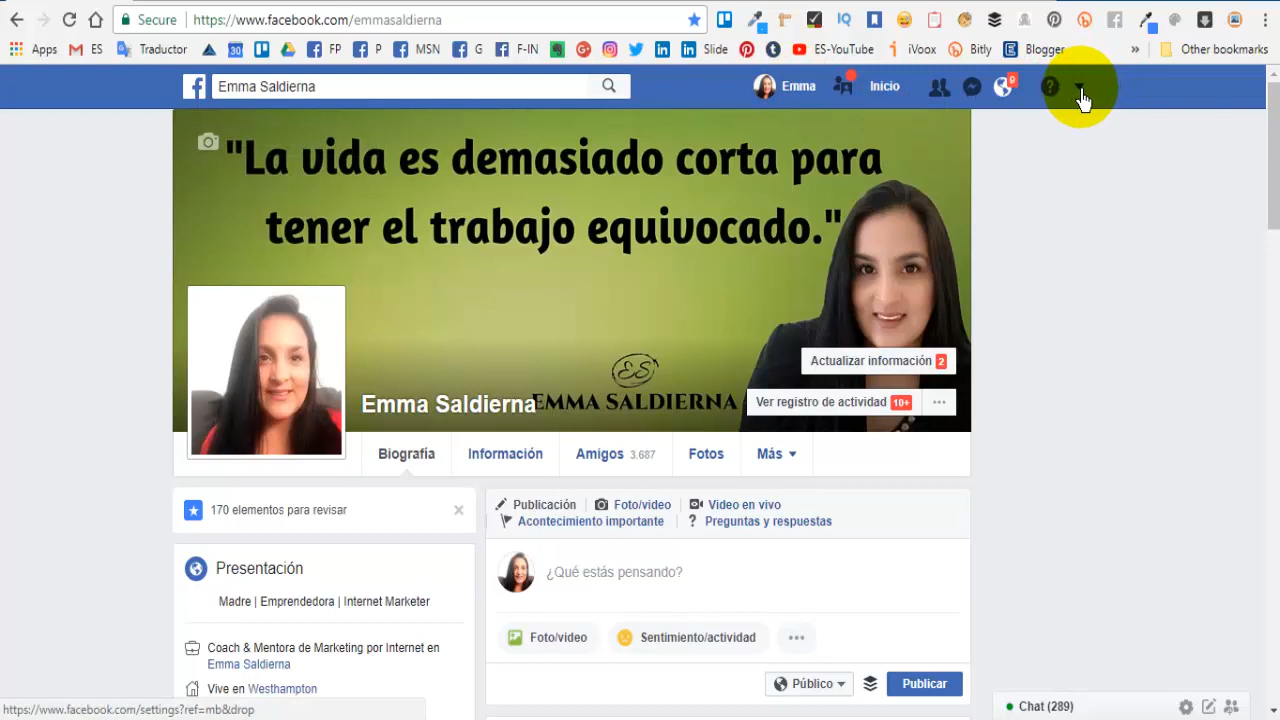 Secure | https://www.facebook.com/emmasaldierna
Apps M ES Traductor 30 FP P MSN G F-IN Slide ES-YouTube iVoox Bitly Blogger » Other bookmarks
Emma Saldierna Emma Inicio 9
"La vida es demasiado corta para
tener el trabajo equivocado."
Actualizar información 2
ES
Emma Saldierna EMMA SALDIERNA Ver registro de actividad 10+ ...
Biografía Información Amigos 3.687 Fotos Más
170 elementos para revisar
Publicación Foto/video Video en vivo
Acontecimiento importante ? Preguntas y respuestas
Presentación
¿Qué estás pensando?
Madre | Emprendedora | Internet Marketer
Foto/video Sentimiento/actividad ...
Coach & Mentora de Marketing por Internet en
Emma Saldierna
Vive en Westhampton
Público Publicar
https://www.facebook.com/settings?ref=mb&drop
Chat (289)